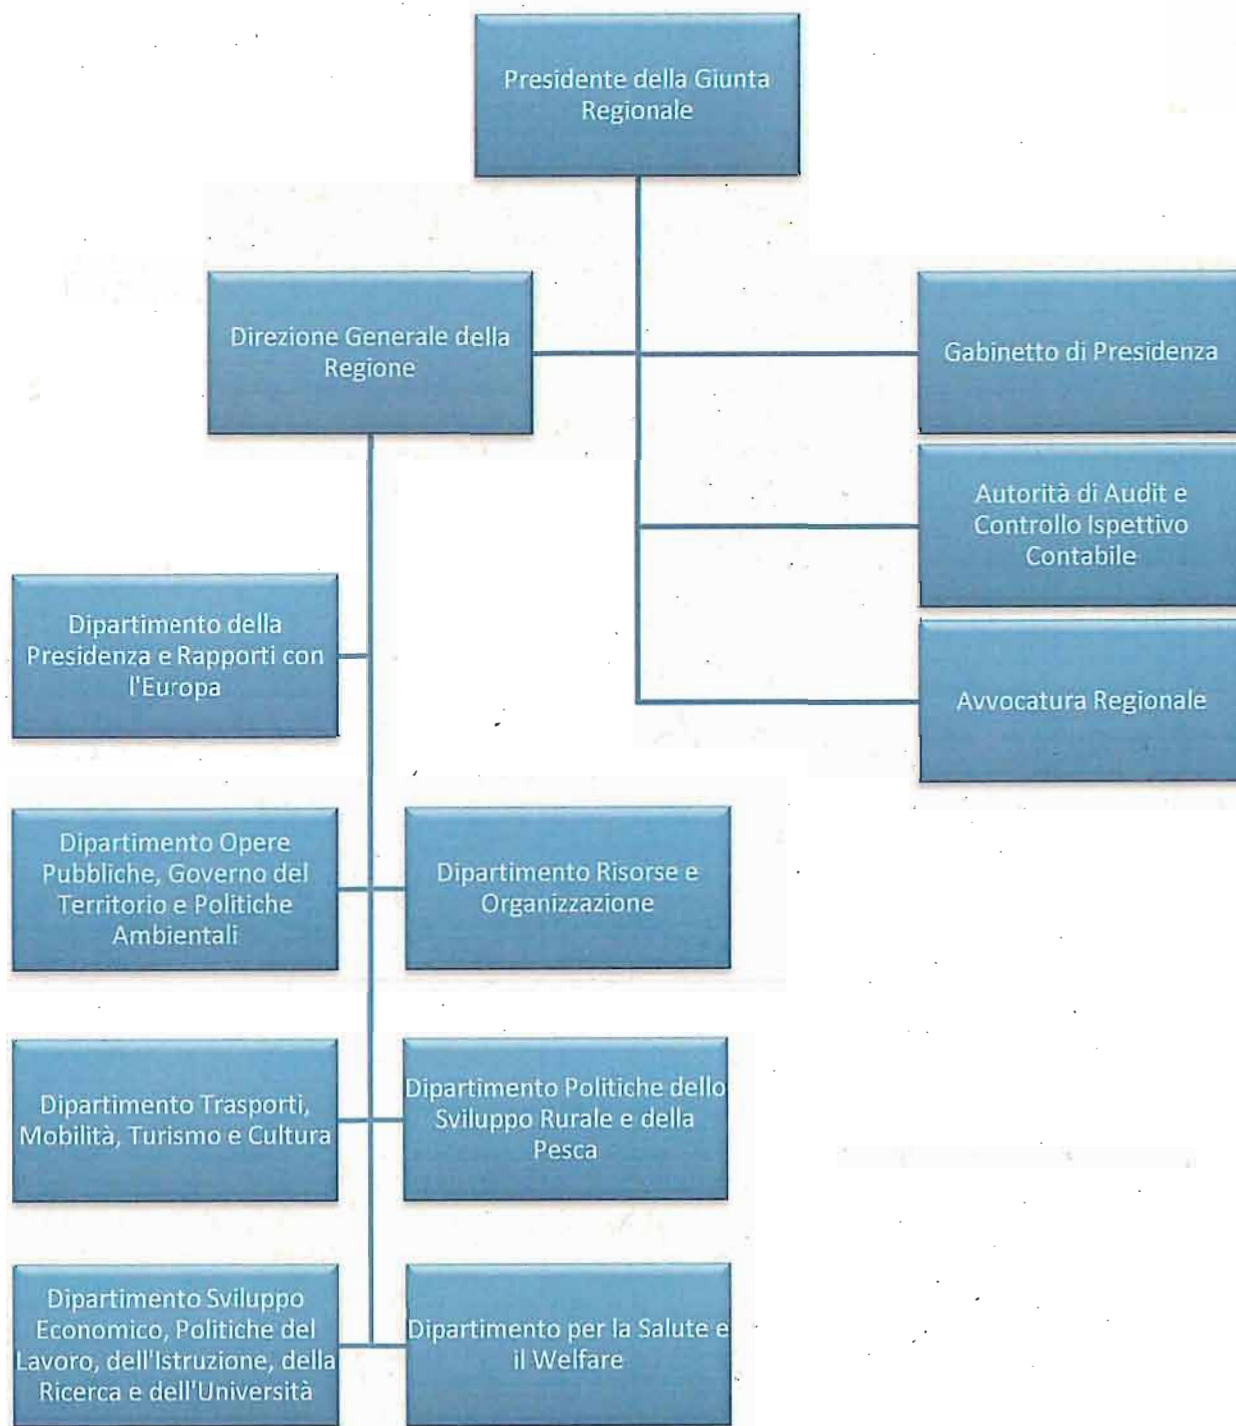 Presidente della Giunta
Regionale
Direzione Generale della
Regione
Gabinetto di Presidenza
Autorità di Audit e
Controllo Ispettivo
Contabile
Avvocatura Regionale
Dipartimento della
Presidenza e Rapporti con
l'Europa
Dipartimento Opere
Pubbliche, Governo del
Territorio e Politiche
Ambientali
Dipartimento Risorse e
Organizzazione
Dipartimento Trasporti,
Mobilità, Turismo e Cultura
Dipartimento Politiche dello
Sviluppo Rurale e della
Pesca
Dipartimento Sviluppo
Economico, Politiche del
Lavoro, dell'Istruzione, della
Ricerca e dell'Università
Dipartimento per la Salute e
il Welfare